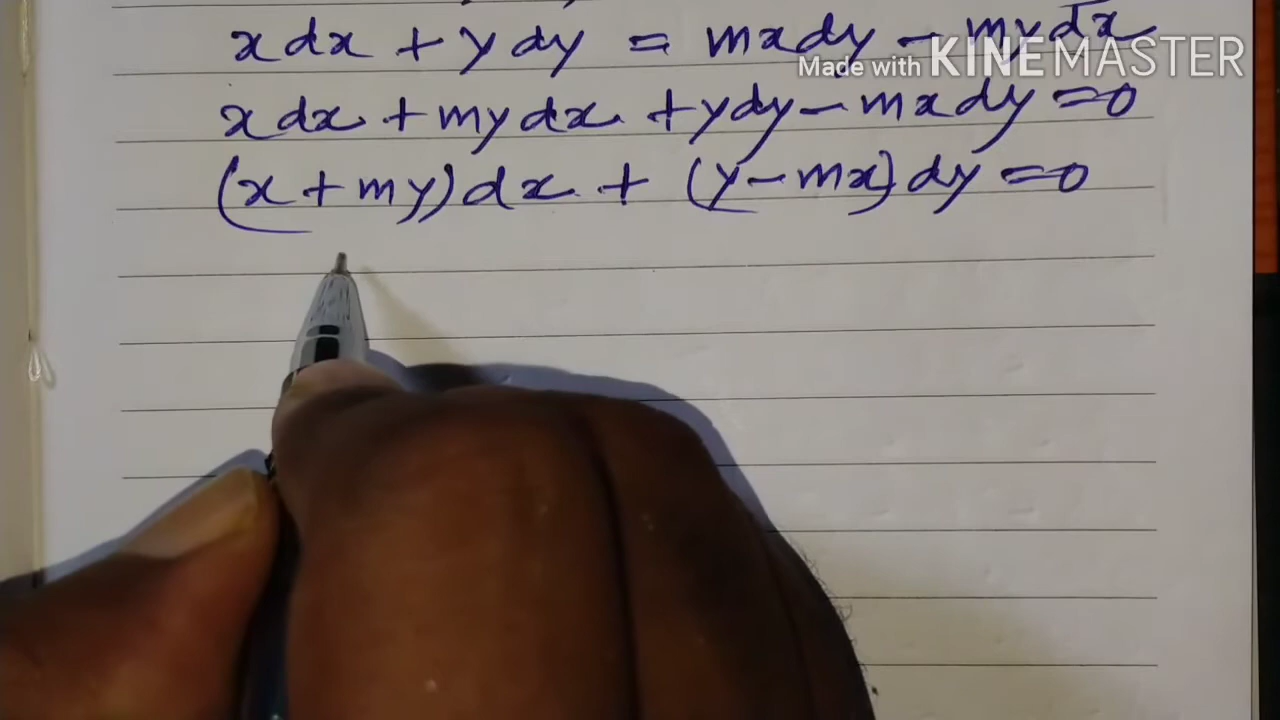 xdx + ydy = mxdy - mydx
Made with KINEMASTER
xdx + mydx + ydy - mxdy = 0
(x + my)dx + (y - mx)dy = 0